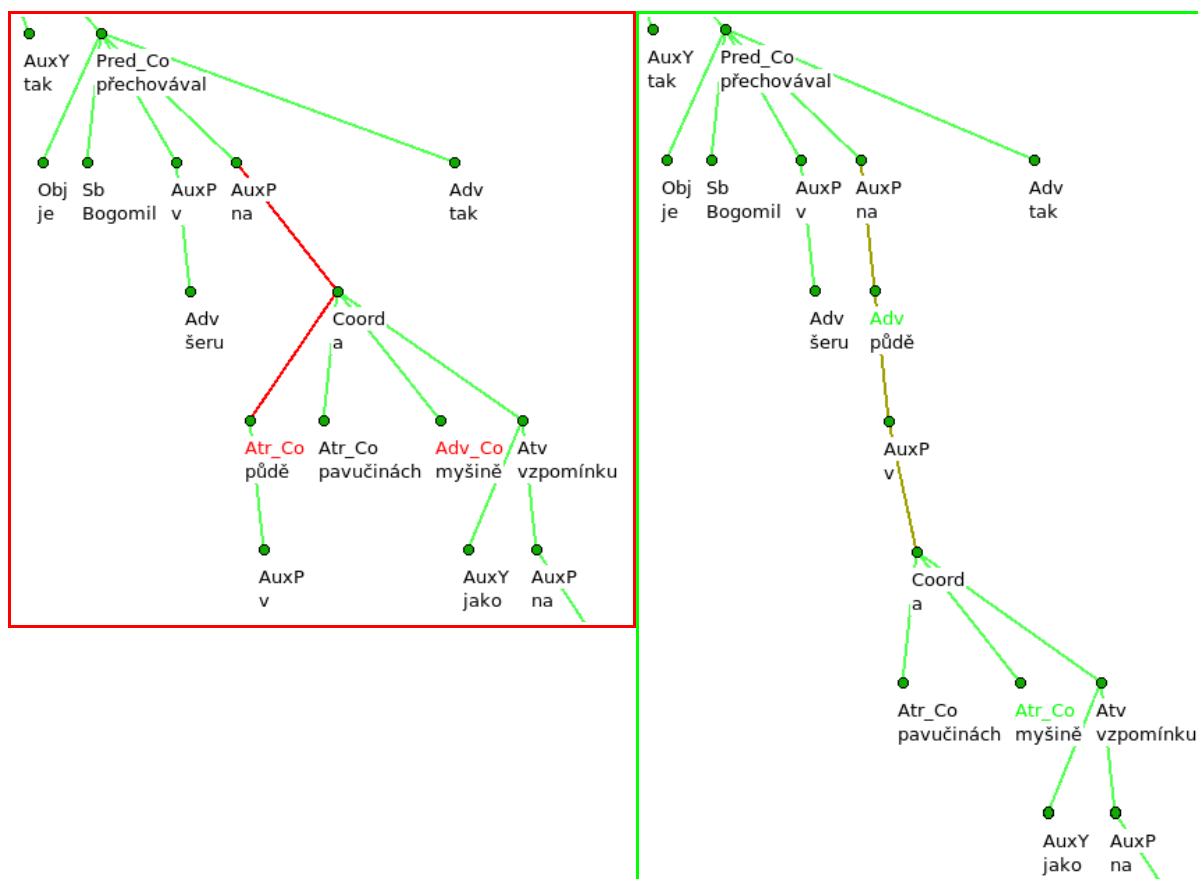 AuxY
tak
Pred_Co
přechovával
Obj
je
Sb
Bogomil
AuxP
v
AuxP
na
Adv
tak
Adv
šeru
Coord
a
Atr_Co
půdě
Atr_Co
pavučinách
Adv_Co
myšině
Atv
vzpomínku
AuxP
v
AuxY
jako
AuxP
na
AuxY
tak
Pred_Co
přechovával
Obj
je
Sb
Bogomil
AuxP
v
AuxP
na
Adv
tak
Adv
šeru
Adv
půdě
AuxP
v
Coord
a
Atr_Co
pavučinách
Atr_Co
myšině
Atv
vzpomínku
AuxY
jako
AuxP
na